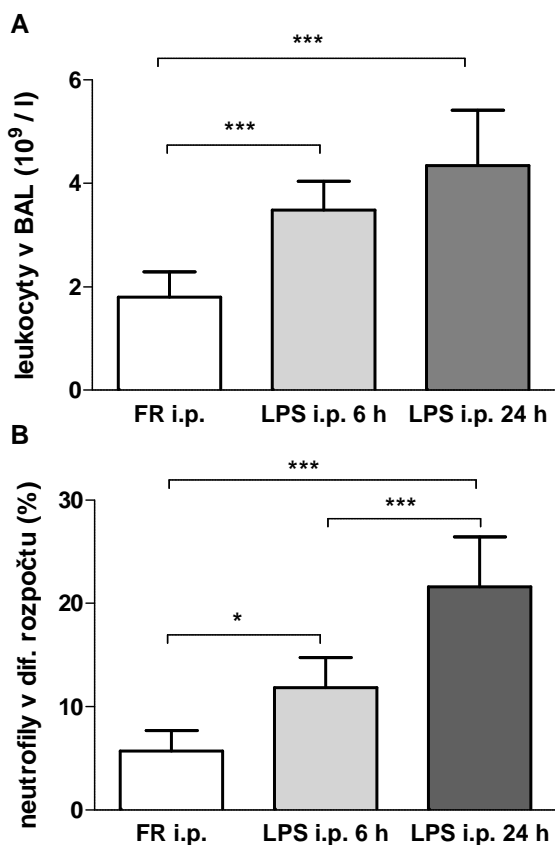 A
***
***
6
4
2
0
leukocyty v BAL (10⁹ / l)
FR i.p. LPS i.p. 6 h LPS i.p. 24 h
B
***
***
*
30
20
10
0
neutrofily v dif. rozpočtu (%)
FR i.p. LPS i.p. 6 h LPS i.p. 24 h